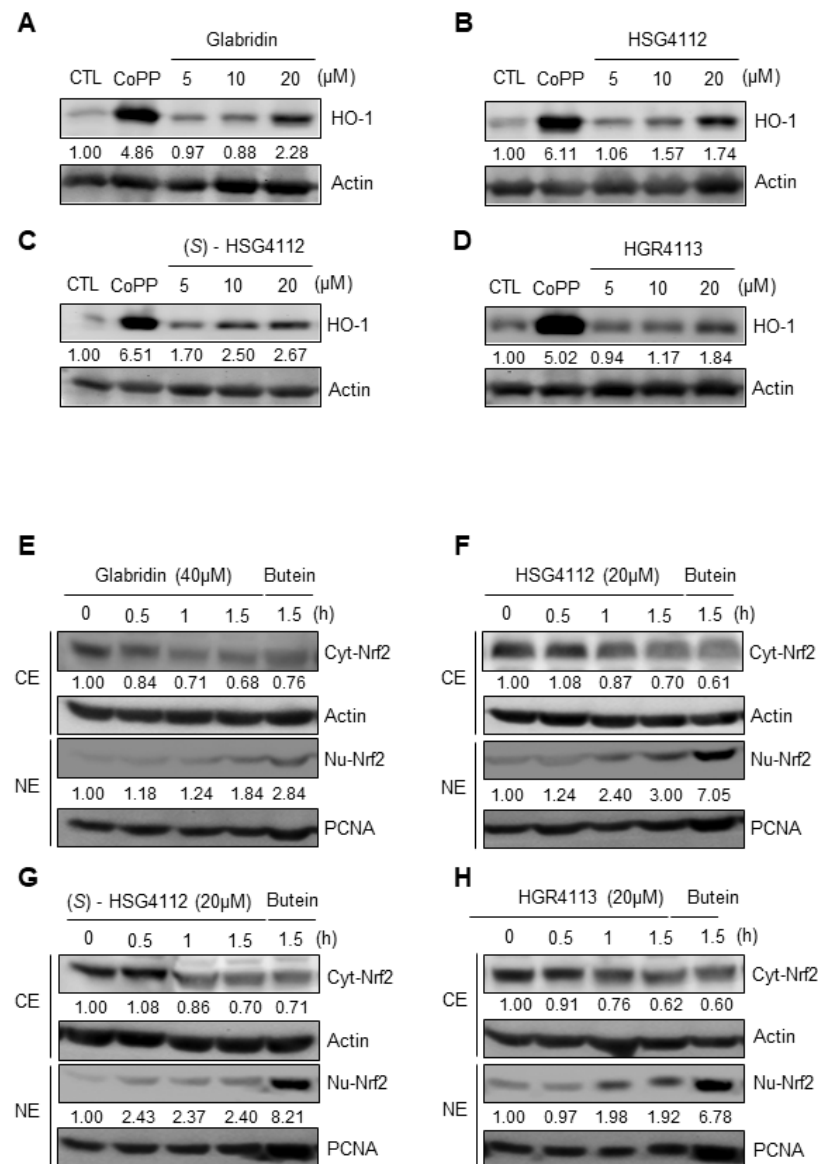 A
Glabridin
CTL CoPP 5 10 20 (µM)
HO-1
1.00 4.86 0.97 0.88 2.28
Actin
B
HSG4112
CTL CoPP 5 10 20 (µM)
HO-1
1.00 6.11 1.06 1.57 1.74
Actin
C
(S) - HSG4112
CTL CoPP 5 10 20 (µM)
HO-1
1.00 6.51 1.70 2.50 2.67
Actin
D
HGR4113
CTL CoPP 5 10 20 (µM)
HO-1
1.00 5.02 0.94 1.17 1.84
Actin
E
Glabridin (40µM) Butein
0 0.5 1 1.5 1.5 (h)
Cyt-Nrf2
CE
1.00 0.84 0.71 0.68 0.76
Actin
Nu-Nrf2
NE
1.00 1.18 1.24 1.84 2.84
PCNA
F
HSG4112 (20µM) Butein
0 0.5 1 1.5 1.5 (h)
Cyt-Nrf2
CE
1.00 1.08 0.87 0.70 0.61
Actin
Nu-Nrf2
NE
1.00 1.24 2.40 3.00 7.05
PCNA
G
(S) - HSG4112 (20µM) Butein
0 0.5 1 1.5 1.5 (h)
Cyt-Nrf2
CE
1.00 1.08 0.86 0.70 0.71
Actin
Nu-Nrf2
NE
1.00 2.43 2.37 2.40 8.21
PCNA
H
HGR4113 (20µM) Butein
0 0.5 1 1.5 1.5 (h)
Cyt-Nrf2
CE
1.00 0.91 0.76 0.62 0.60
Actin
Nu-Nrf2
NE
1.00 0.97 1.98 1.92 6.78
PCNA